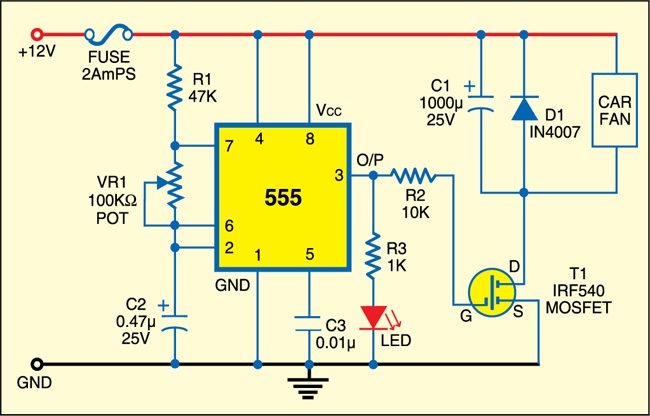 +12V
FUSE
2AmPS
R1
47K
VR1
100KΩ
POT
C2
+
0.47µ
25V
GND
7
4
8
VCC
6
2
555
3
O/P
1
5
GND
C3
0.01µ
R2
10K
R3
1K
LED
C1
+
1000µ
25V
D1
IN4007
CAR
FAN
D
G
S
T1
IRF540
MOSFET